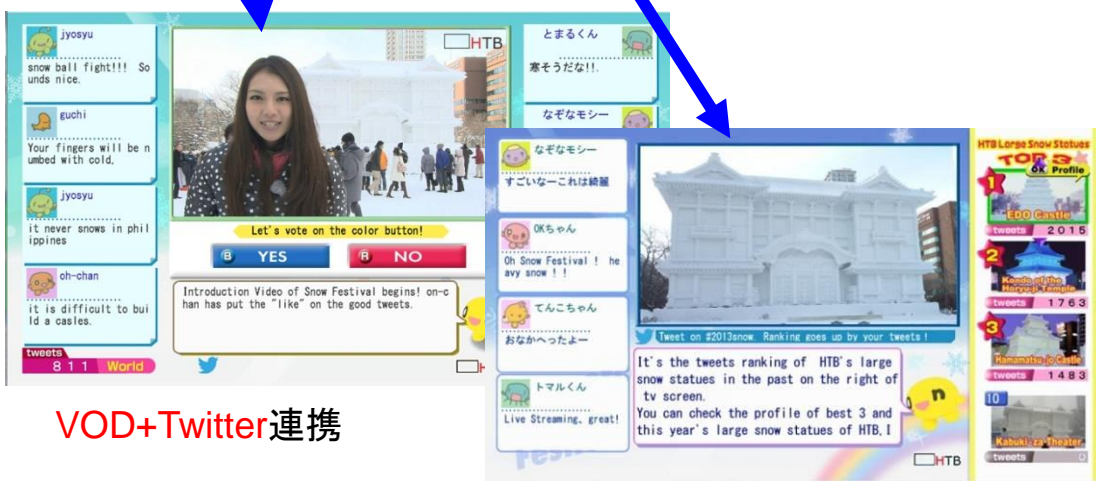 jyosyu
snow ball fight!!! So
unds nice.
guchi
Your fingers will be n
umbed with cold,
jyosyu
it never snows in phil
ippines
oh-chan
it is difficult to bui
ld a casles.
tweets
811 World
HTB
Let's vote on the color button!
B YES
R NO
Introduction Video of Snow Festival begins! on-c
han has put the "like" on the good tweets.
とまるくん
寒そうだな!!.
なぞなモシー
なぞなモシー
すごいなーこれは綺麗
OKちゃん
Oh Snow Festival ! he
avy snow ! !
てんこちゃん
おなかへったよー
トマルくん
Live Streaming, great!
Tweet on #2013snow Ranking goes up by your tweets !
It's the tweets ranking of HTB's large
snow statues in the past on the right of
tv screen.
You can check the profile of best 3 and
this year's large snow statues of HTB,I
n
HTB
HTB Large Snow Statues
TOP 3
OK Profile
1
EDO Castle
tweets 2015
2
Kondo of the
Horyu-ji Temple
tweets 1763
3
Hamamatsu-jo Castle
tweets 1483
10
Kabuki-za Theater
tweets 0
VOD+Twitter連携